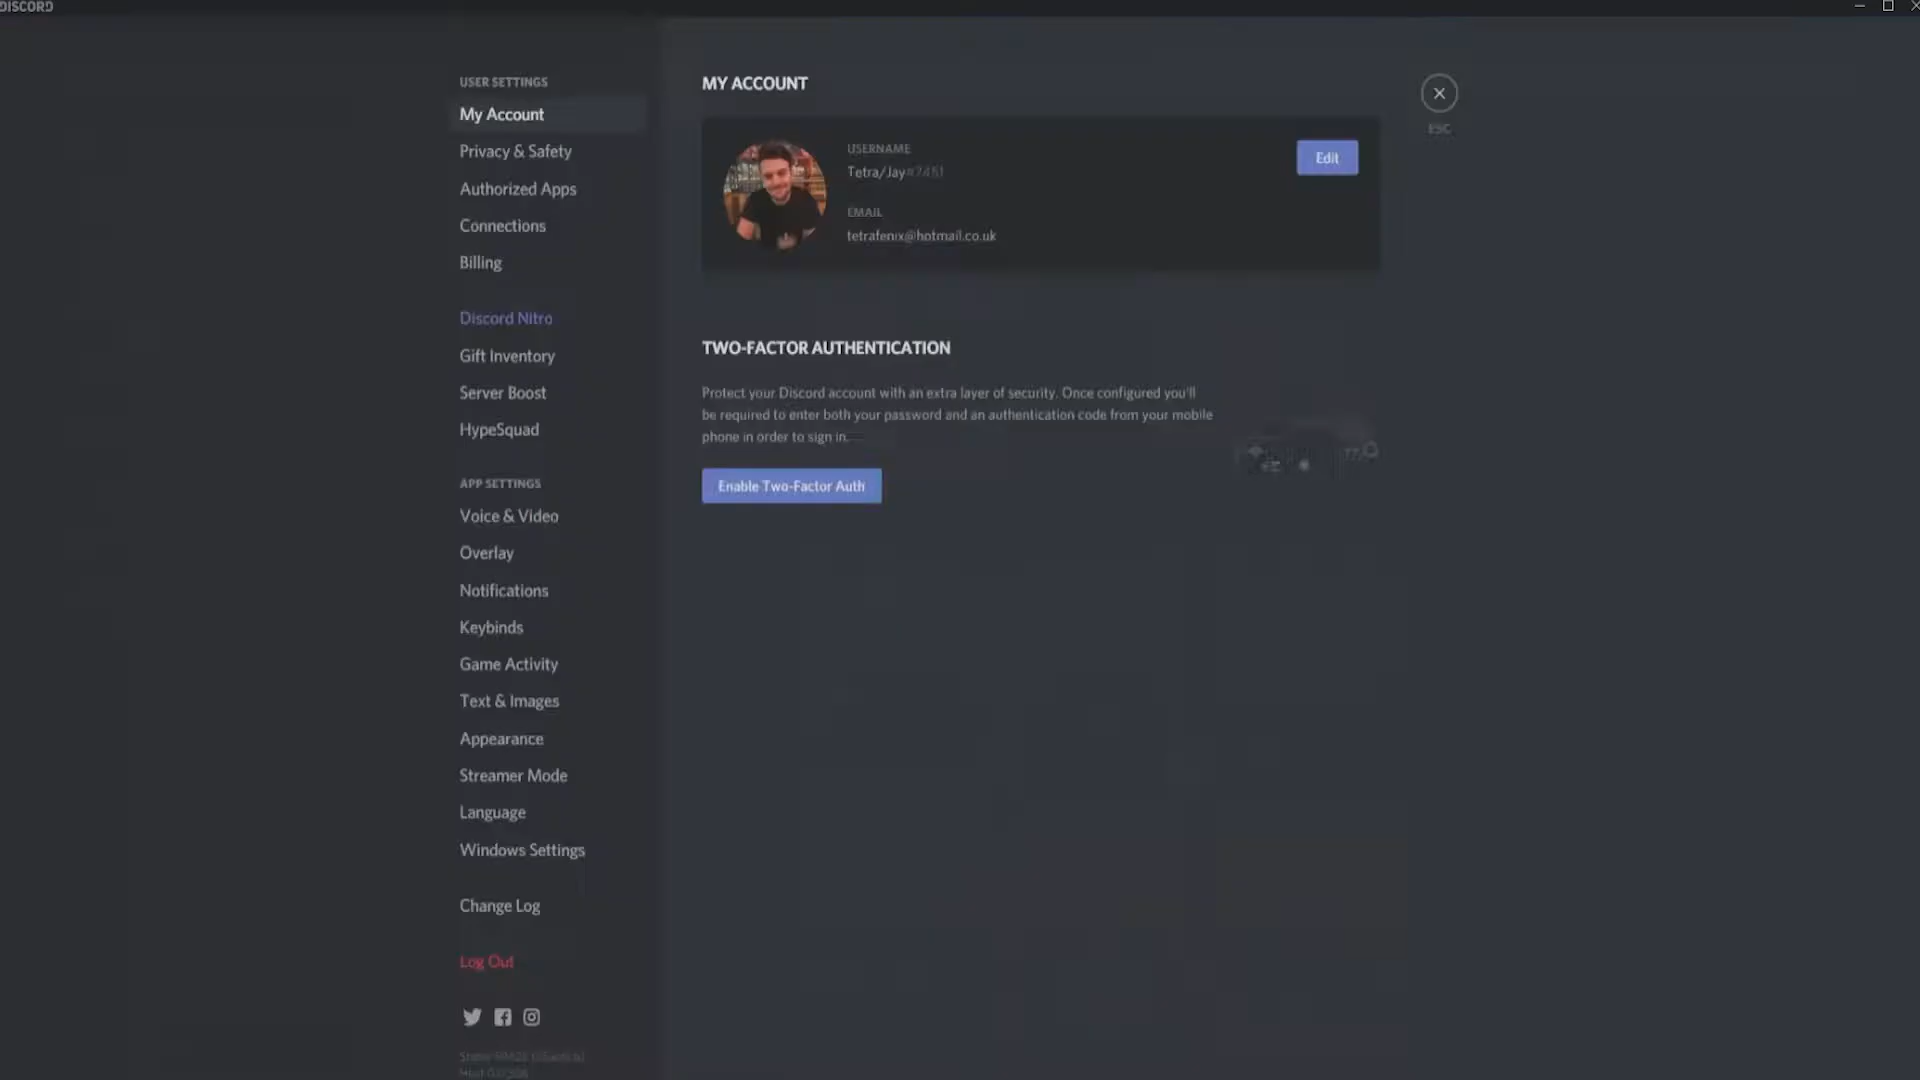 DISCORD
USER SETTINGS
My Account
Privacy & Safety
Authorized Apps
Connections
Billing
Discord Nitro
Gift Inventory
Server Boost
HypeSquad
APP SETTINGS
Voice & Video
Overlay
Notifications
Keybinds
Game Activity
Text & Images
Appearance
Streamer Mode
Language
Windows Settings
Change Log
Log Out
MY ACCOUNT
USERNAME
Tetra/Jay#7451
EMAIL
tetrafenix@hotmail.co.uk
Edit
ESC
TWO-FACTOR AUTHENTICATION
Protect your Discord account with an extra layer of security. Once configured you'll
be required to enter both your password and an authentication code from your mobile
phone in order to sign in.
Enable Two-Factor Auth